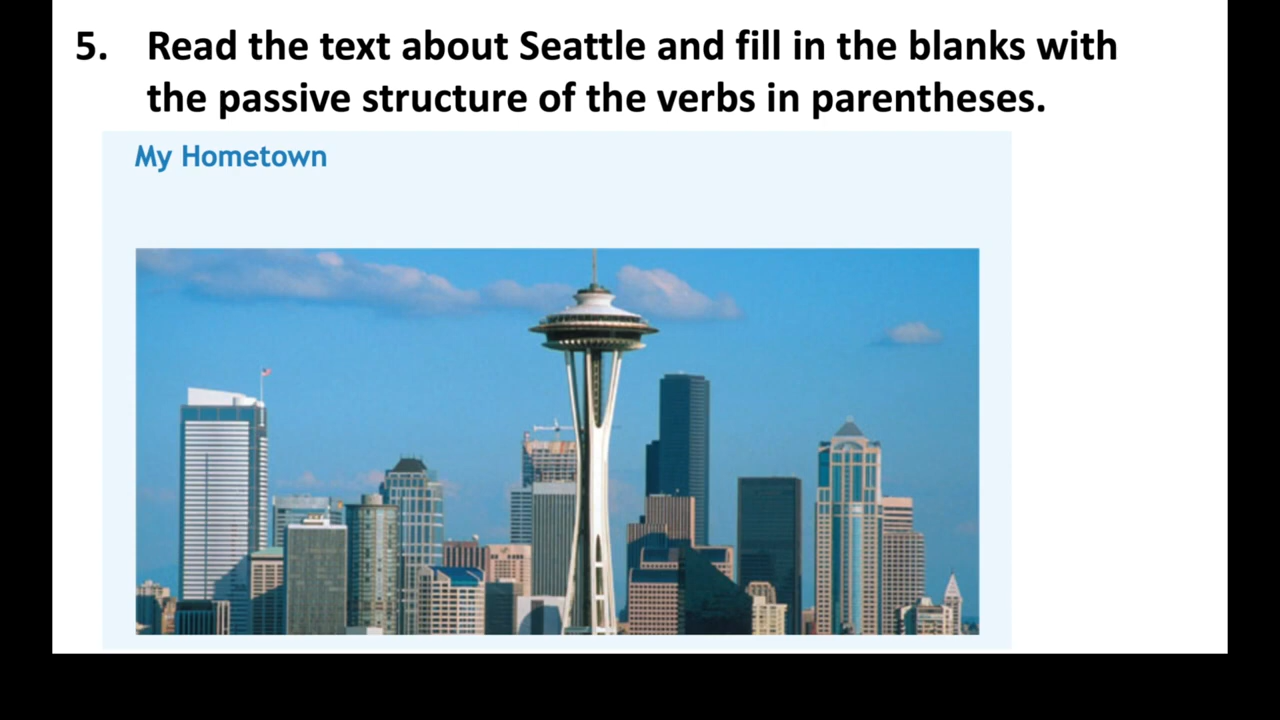 5. Read the text about Seattle and fill in the blanks with
the passive structure of the verbs in parentheses.
My Hometown